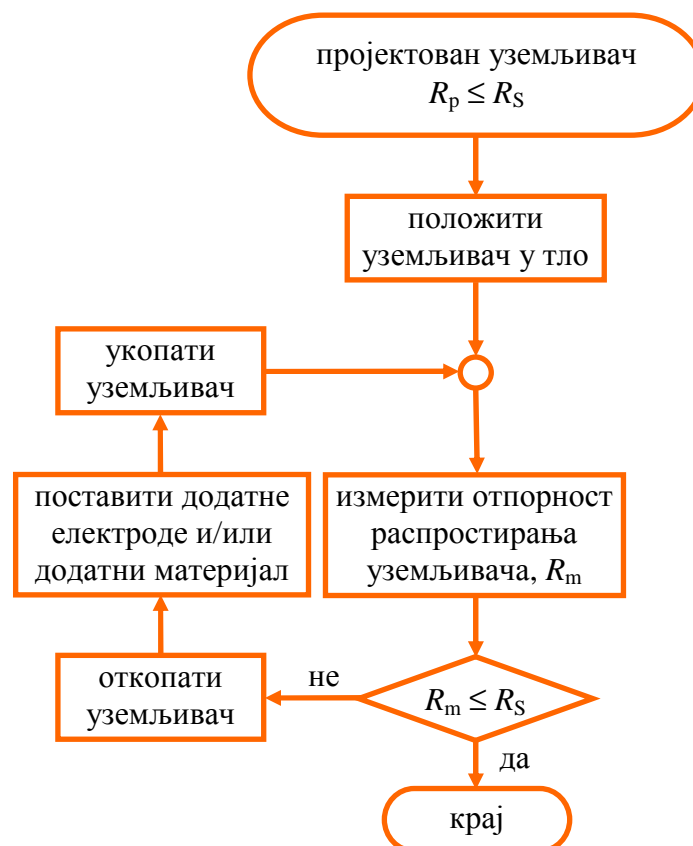 пројектован уземљивач
Rp ≤ RS
положити
уземљивач у тло
укопати
уземљивач
поставити додатне
електроде и/или
додатни материјал
измерити отпорност
распростирања
уземљивача, Rm
откопати
уземљивач
не
Rm ≤ RS
да
крај